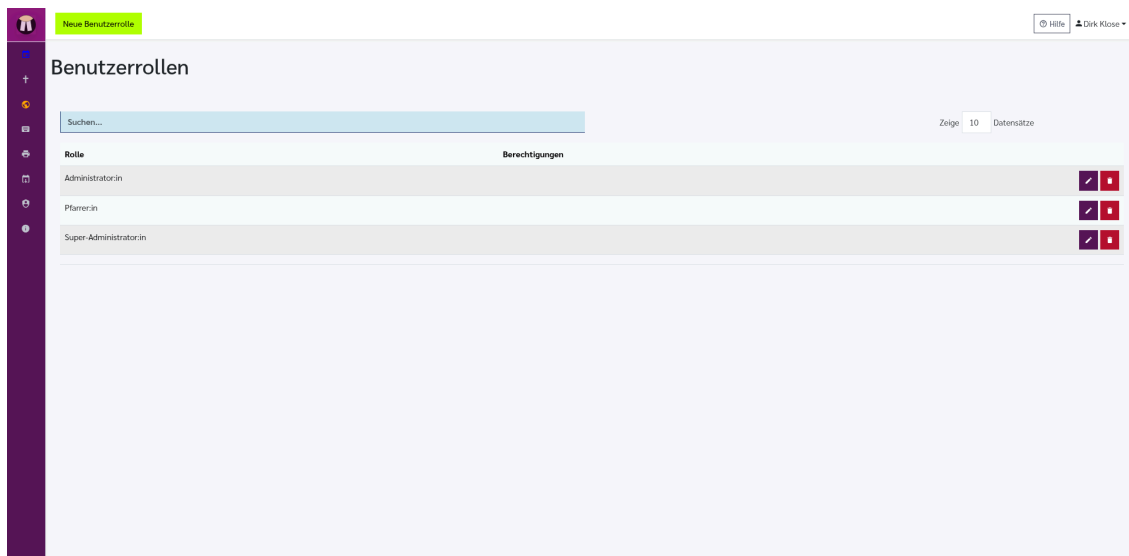 Neue Benutzerrolle
Hilfe Dirk Klose
Benutzerrollen
Suchen...
Zeige 10 Datensätze
Rolle Berechtigungen
Administrator:in
Pfarrer:in
Super-Administrator:in